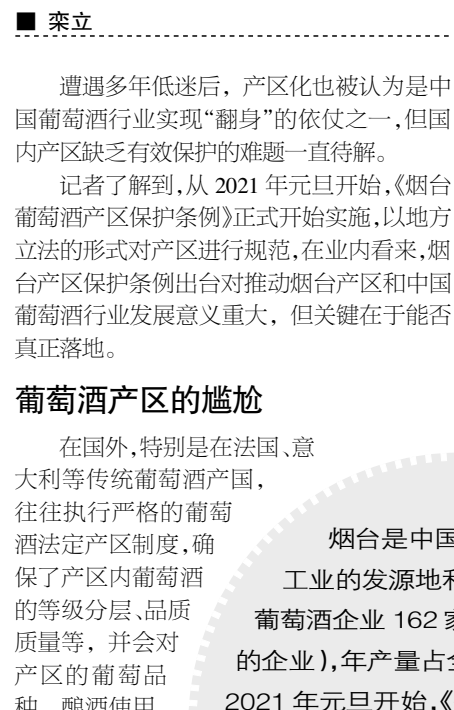 ■ 栾立
遭遇多年低迷后，产区化也被认为是中
国葡萄酒行业实现“翻身”的依仗之一，但国
内产区缺乏有效保护的难题一直待解。
记者了解到，从 2021 年元旦开始，《烟台
葡萄酒产区保护条例》正式开始实施，以地方
立法的形式对产区进行规范，在业内看来，烟
台产区保护条例出台对推动烟台产区和中国
葡萄酒行业发展意义重大，但关键在于能否
真正落地。
葡萄酒产区的尴尬
在国外，特别是在法国、意
大利等传统葡萄酒产国，
往往执行严格的葡萄
酒法定产区制度，确
保了产区内葡萄酒
的等级分层、品质
质量等，并会对
产区的葡萄品
种、酿酒使用
烟台是中国
工业的发源地和
葡萄酒企业 162 家
的企业），年产量占全
2021 年元旦开始，《